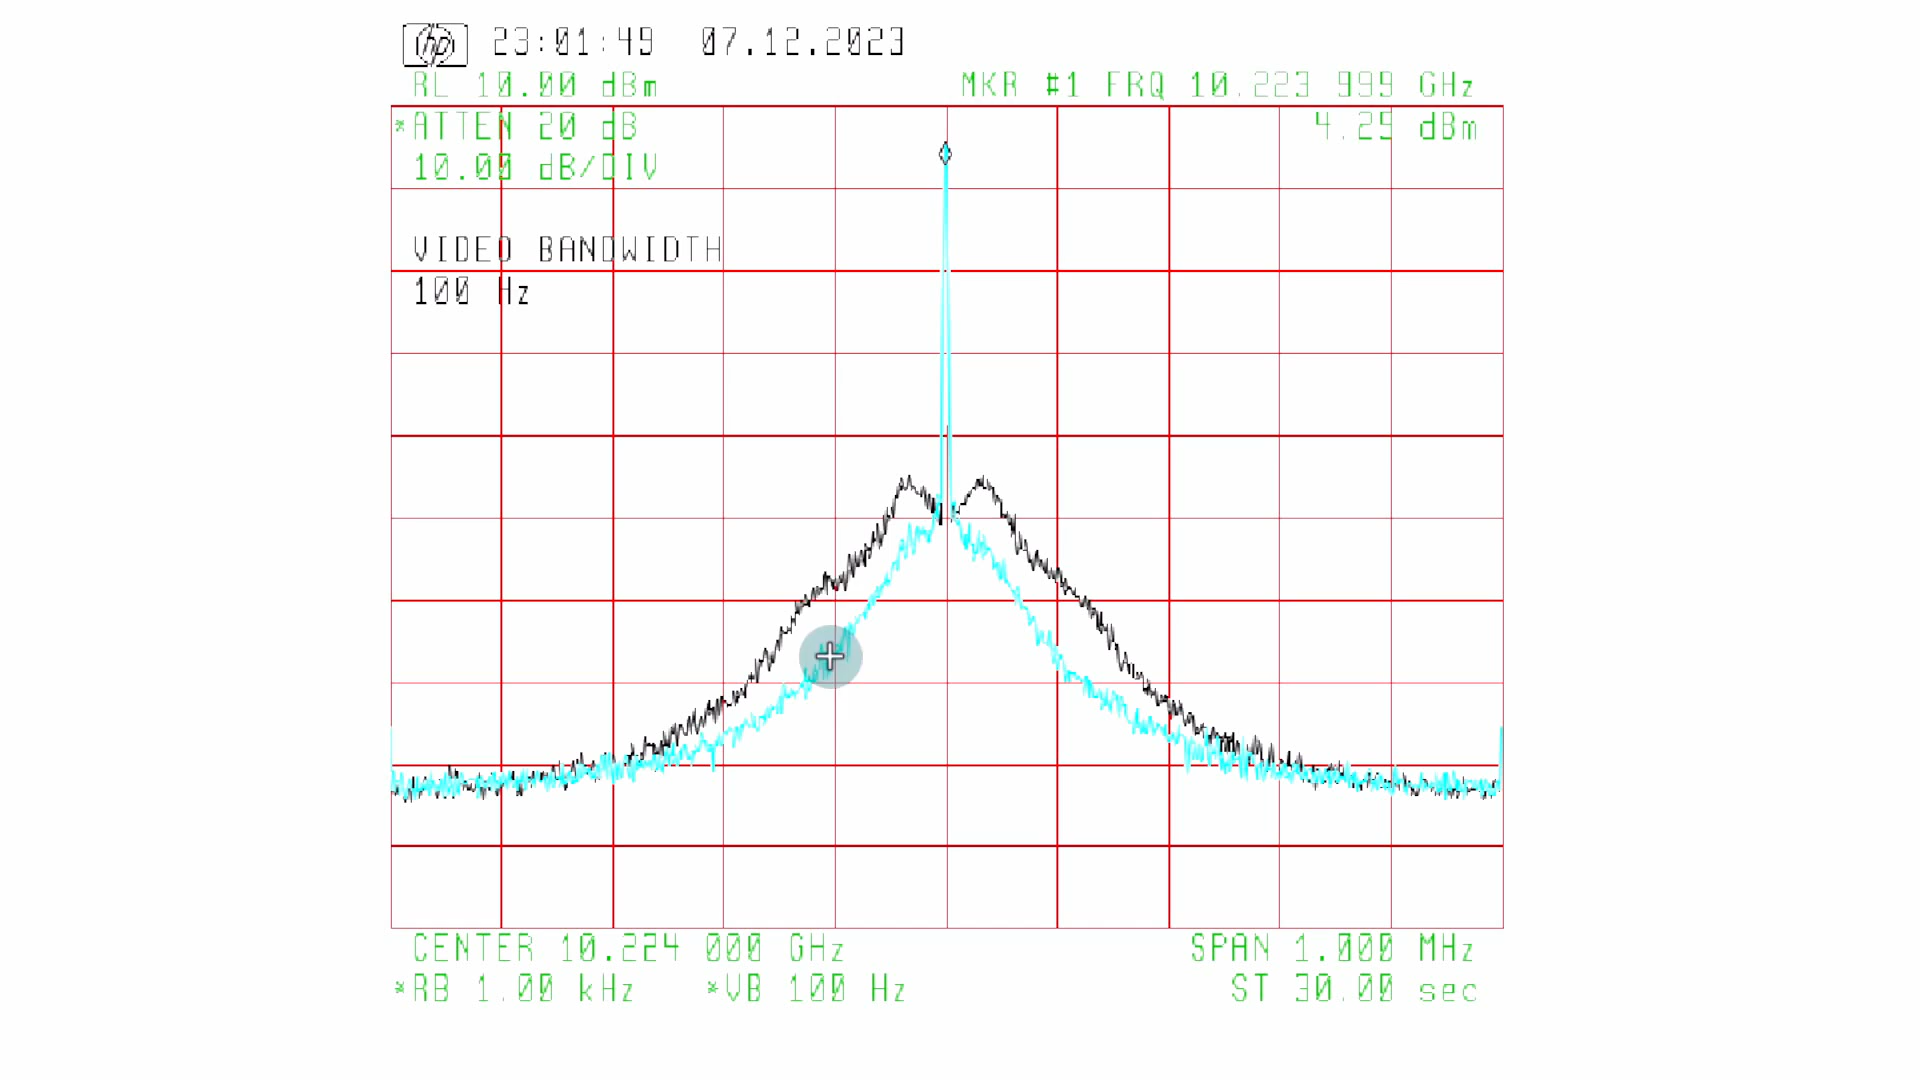 hp 23:01:49 07.12.2023
RL 10.00 dBm MKR #1 FRQ 10.223 999 GHz
*ATTEN 20 dB 4.25 dBm
10.00 dB/DIV
VIDEO BANDWIDTH
100 Hz
CENTER 10.224 000 GHz SPAN 1.000 MHz
*RB 1.00 kHz *VB 100 Hz ST 30.00 sec